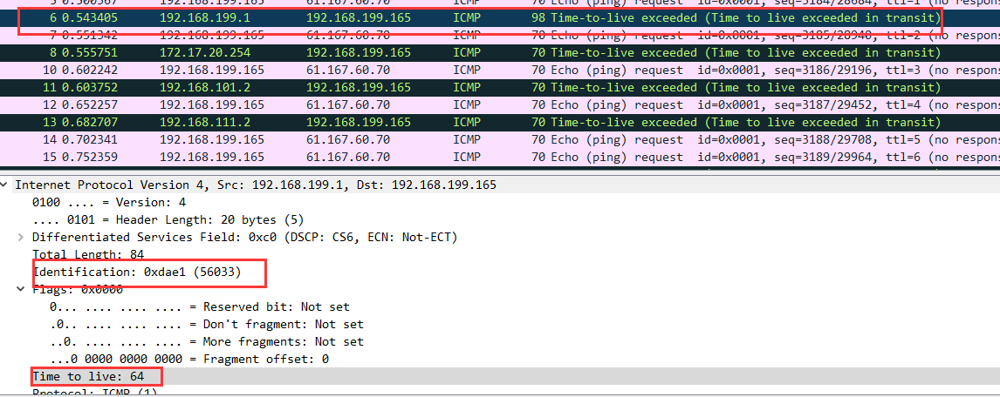 5 0.500567 192.168.199.165 61.167.60.70 ICMP 70 Echo (ping) request id=0x0001, seq=3184/28684, ttl=1 (no respons
6 0.543405 192.168.199.1 192.168.199.165 ICMP 98 Time-to-live exceeded (Time to live exceeded in transit)
7 0.551342 192.168.199.165 61.167.60.70 ICMP 70 Echo (ping) request id=0x0001, seq=3185/28940, ttl=2 (no respons
8 0.555751 172.17.20.254 192.168.199.165 ICMP 70 Time-to-live exceeded (Time to live exceeded in transit)
10 0.602242 192.168.199.165 61.167.60.70 ICMP 70 Echo (ping) request id=0x0001, seq=3186/29196, ttl=3 (no respons
11 0.603752 192.168.101.2 192.168.199.165 ICMP 70 Time-to-live exceeded (Time to live exceeded in transit)
12 0.652257 192.168.199.165 61.167.60.70 ICMP 70 Echo (ping) request id=0x0001, seq=3187/29452, ttl=4 (no respons
13 0.682707 192.168.111.2 192.168.199.165 ICMP 70 Time-to-live exceeded (Time to live exceeded in transit)
14 0.702341 192.168.199.165 61.167.60.70 ICMP 70 Echo (ping) request id=0x0001, seq=3188/29708, ttl=5 (no respons
15 0.752359 192.168.199.165 61.167.60.70 ICMP 70 Echo (ping) request id=0x0001, seq=3189/29964, ttl=6 (no respons
Internet Protocol Version 4, Src: 192.168.199.1, Dst: 192.168.199.165
0100 .... = Version: 4
.... 0101 = Header Length: 20 bytes (5)
Differentiated Services Field: 0xc0 (DSCP: CS6, ECN: Not-ECT)
Total Length: 84
Identification: 0xdae1 (56033)
Flags: 0x0000
0... .... .... .... = Reserved bit: Not set
.0.. .... .... .... = Don't fragment: Not set
..0. .... .... .... = More fragments: Not set
...0 0000 0000 0000 = Fragment offset: 0
Time to live: 64
Protocol: ICMP (1)